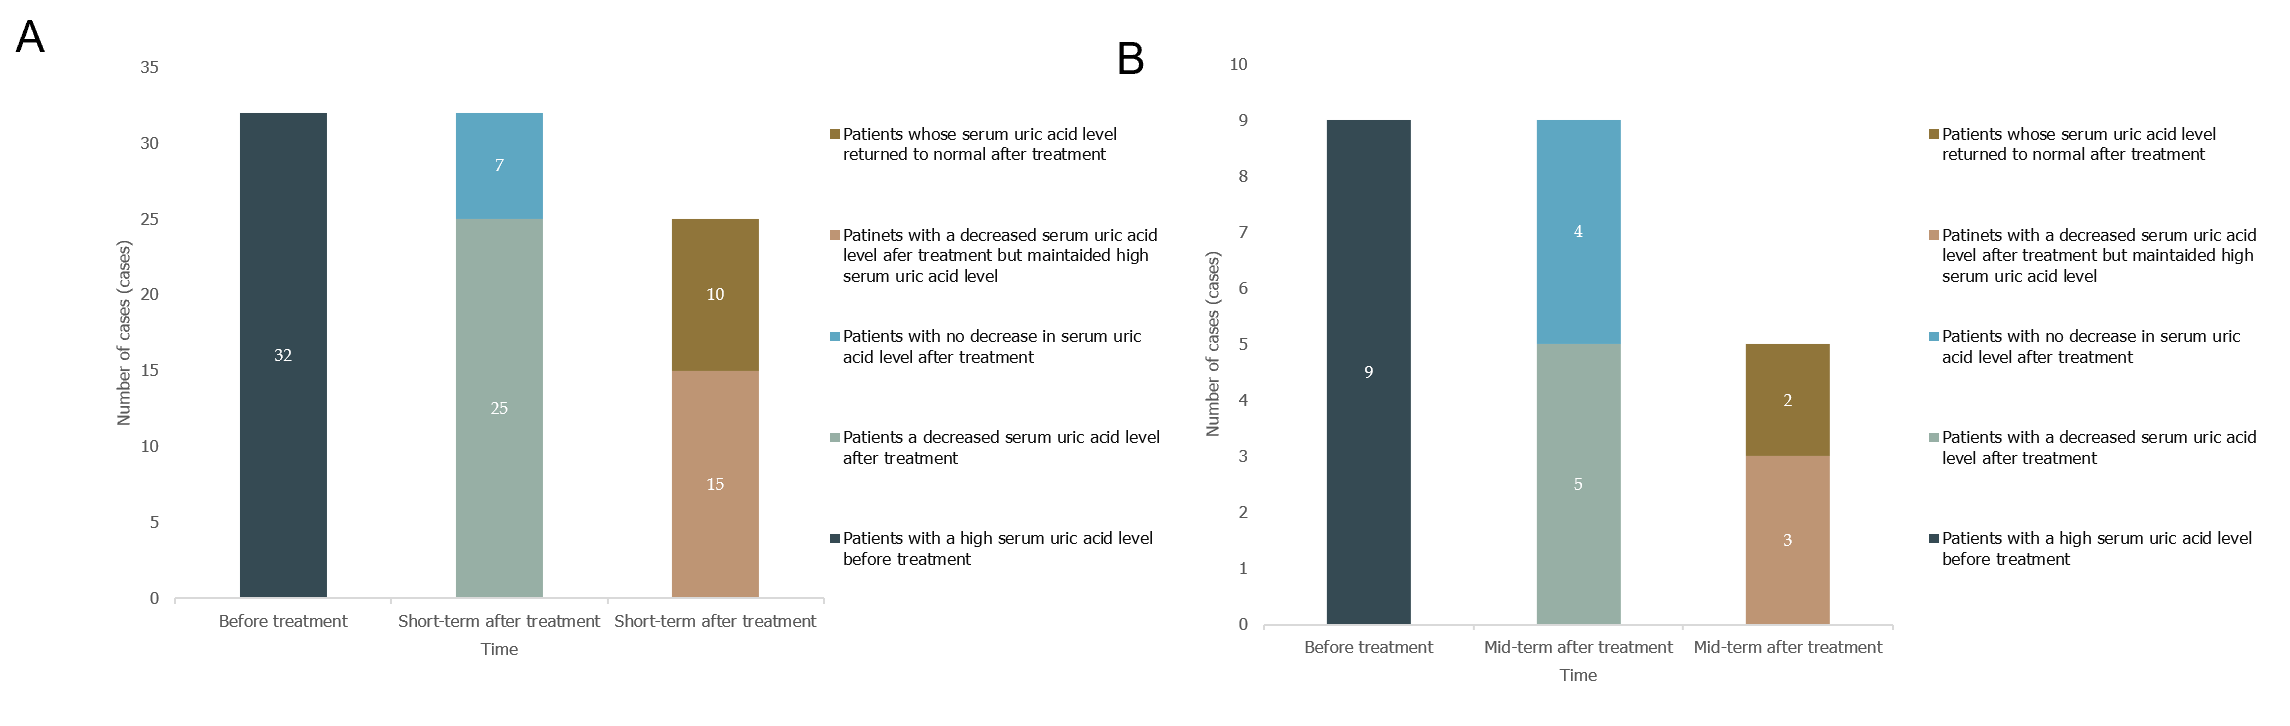 A
35
30
25
20
15
10
5
0
Number of cases (cases)
32
7
25
10
15
Before treatment
Short-term after treatment
Short-term after treatment
Time
Patients whose serum uric acid level
returned to normal after treatment
Patinets with a decreased serum uric acid
level afer treatment but maintaided high
serum uric acid level
Patients with no decrease in serum uric
acid level after treatment
Patients a decreased serum uric acid level
after treatment
Patients with a high serum uric acid level
before treatment
B
10
9
8
7
6
5
4
3
2
1
0
Number of cases (cases)
9
4
5
2
3
Before treatment
Mid-term after treatment
Mid-term after treatment
Time
Patients whose serum uric acid level
returned to normal after treatment
Patinets with a decreased serum uric acid
level after treatment but maintaided high
serum uric acid level
Patients with no decrease in serum uric
acid level after treatment
Patients with a decreased serum uric acid
level after treatment
Patients with a high serum uric acid level
before treatment